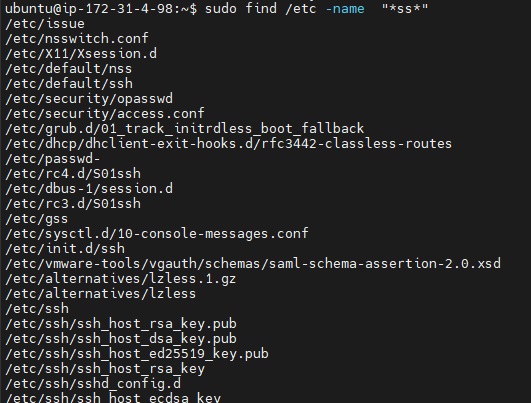 ubuntu@ip-172-31-4-98:~$ sudo find /etc -name  "*ss*"
/etc/issue
/etc/nsswitch.conf
/etc/X11/Xsession.d
/etc/default/nss
/etc/default/ssh
/etc/security/opasswd
/etc/security/access.conf
/etc/grub.d/01_track_initrdless_boot_fallback
/etc/dhcp/dhclient-exit-hooks.d/rfc3442-classless-routes
/etc/passwd-
/etc/rc4.d/S01ssh
/etc/dbus-1/session.d
/etc/rc3.d/S01ssh
/etc/gss
/etc/sysctl.d/10-console-messages.conf
/etc/init.d/ssh
/etc/vmware-tools/vgauth/schemas/saml-schema-assertion-2.0.xsd
/etc/alternatives/lzless.1.gz
/etc/alternatives/lzless
/etc/ssh
/etc/ssh/ssh_host_rsa_key.pub
/etc/ssh/ssh_host_dsa_key.pub
/etc/ssh/ssh_host_ed25519_key.pub
/etc/ssh/ssh_host_rsa_key
/etc/ssh/sshd_config.d
/etc/ssh/ssh_host_ecdsa_key